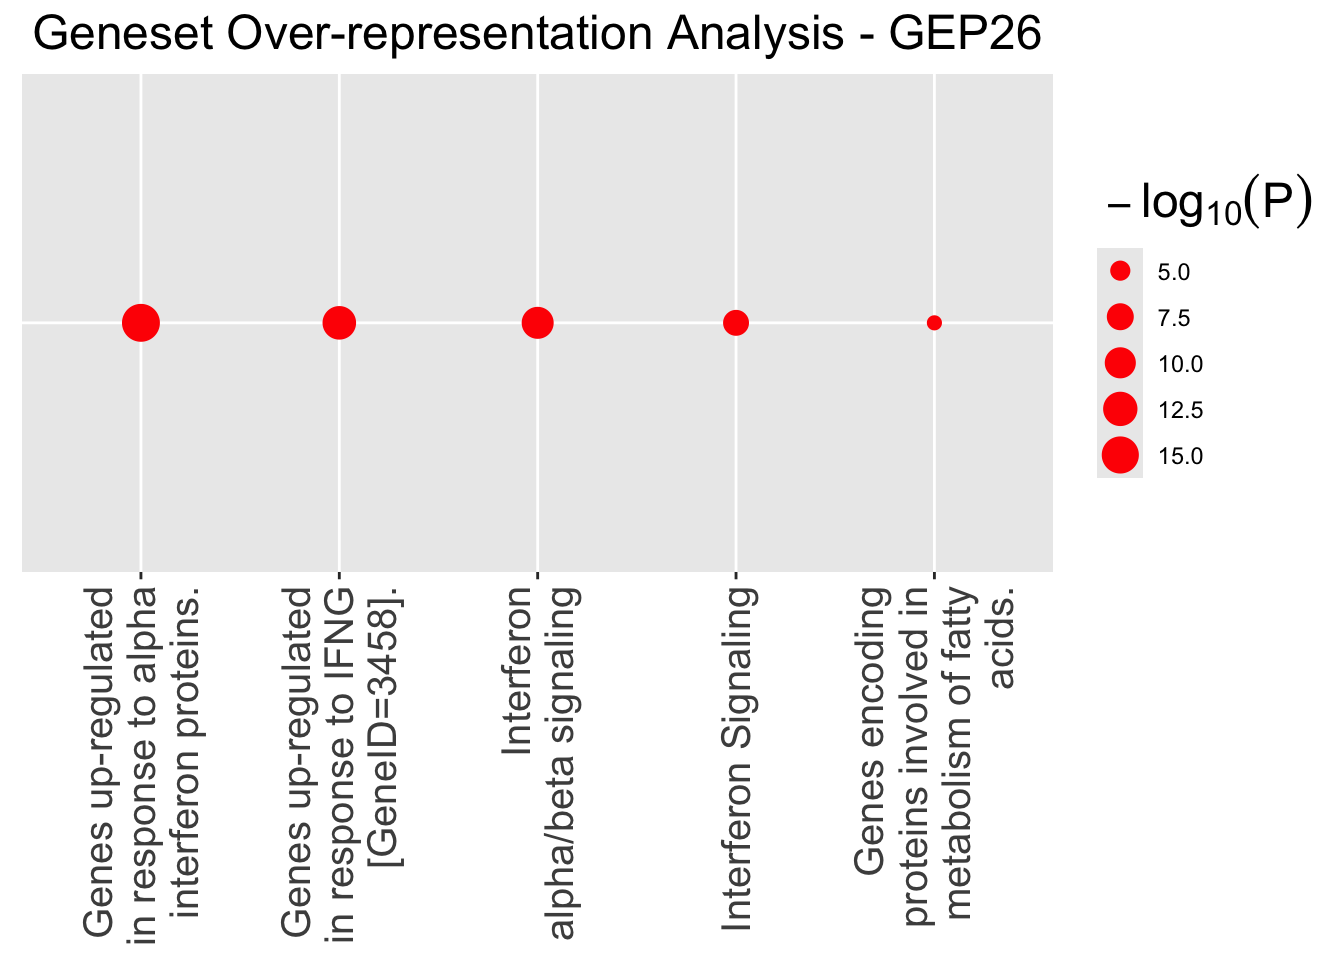 Geneset Over-representation Analysis - GEP26
− log10(P)
5.0
7.5
10.0
12.5
15.0
Genes up-regulated
in response to alpha
interferon proteins.
Genes up-regulated
in response to IFNG
[GeneID=3458].
Interferon
alpha/beta signaling
Interferon Signaling
Genes encoding
proteins involved in
metabolism of fatty
acids.